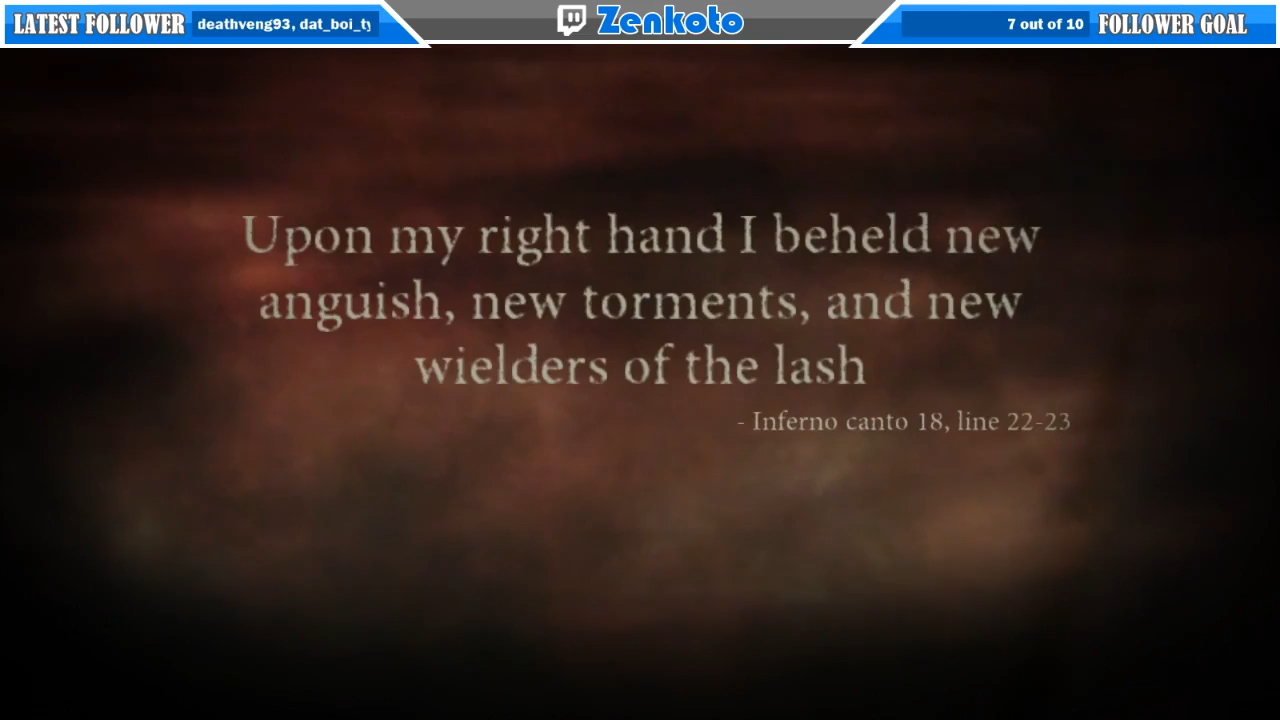 LATEST FOLLOWER deathveng93, dat_boi_ty Zenkoto 7 out of 10 FOLLOWER GOAL
Upon my right hand I beheld new
anguish, new torments, and new
wielders of the lash
- Inferno canto 18, line 22-23